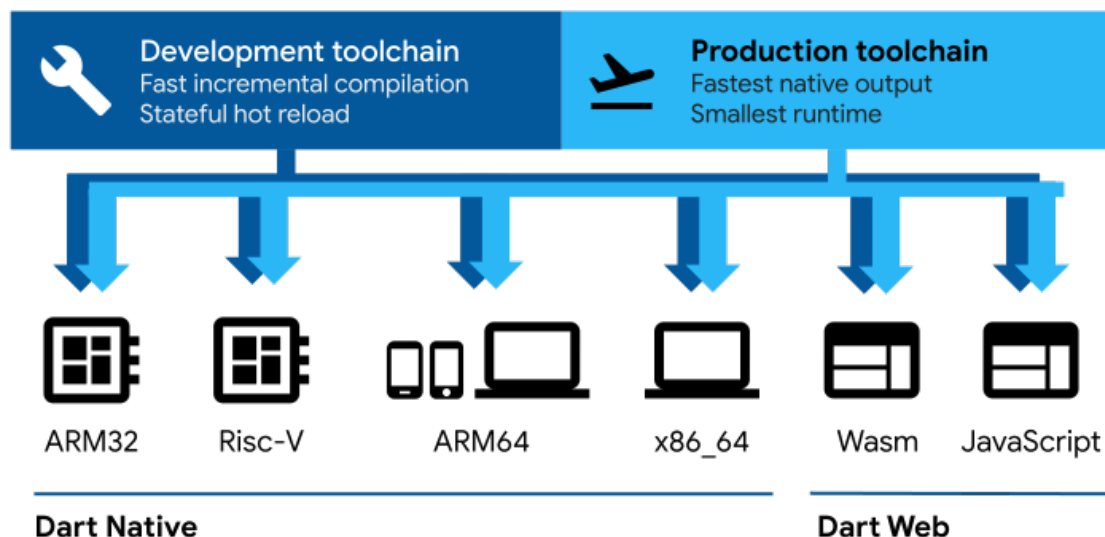 Development toolchain
Fast incremental compilation
Stateful hot reload
Production toolchain
Fastest native output
Smallest runtime
ARM32
Risc-V
ARM64
x86_64
Wasm
JavaScript
Dart Native
Dart Web